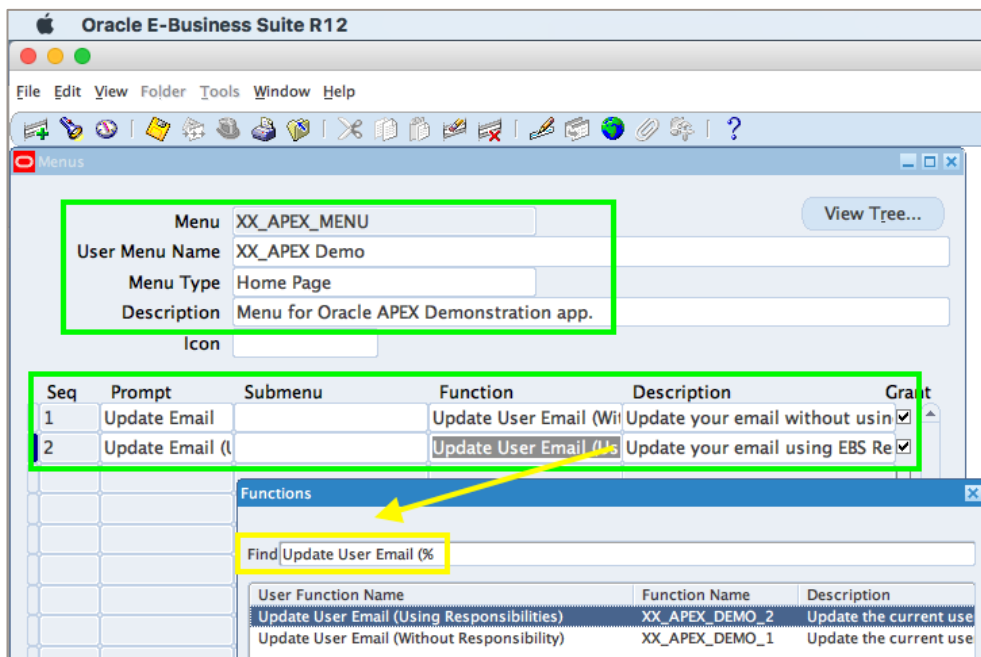 Oracle E-Business Suite R12
File Edit View Folder Tools Window Help
?
Menus
View Tree...
Menu XX_APEX_MENU
User Menu Name XX_APEX Demo
Menu Type Home Page
Description Menu for Oracle APEX Demonstration app.
Icon
Seq Prompt Submenu Function Description Grant
1 Update Email Update User Email (Wit Update your email without usin
2 Update Email (U Update User Email (Us Update your email using EBS Re
Functions
Find Update User Email (%
User Function Name Function Name Description
Update User Email (Using Responsibilities) XX_APEX_DEMO_2 Update the current use
Update User Email (Without Responsibility) XX_APEX_DEMO_1 Update the current use